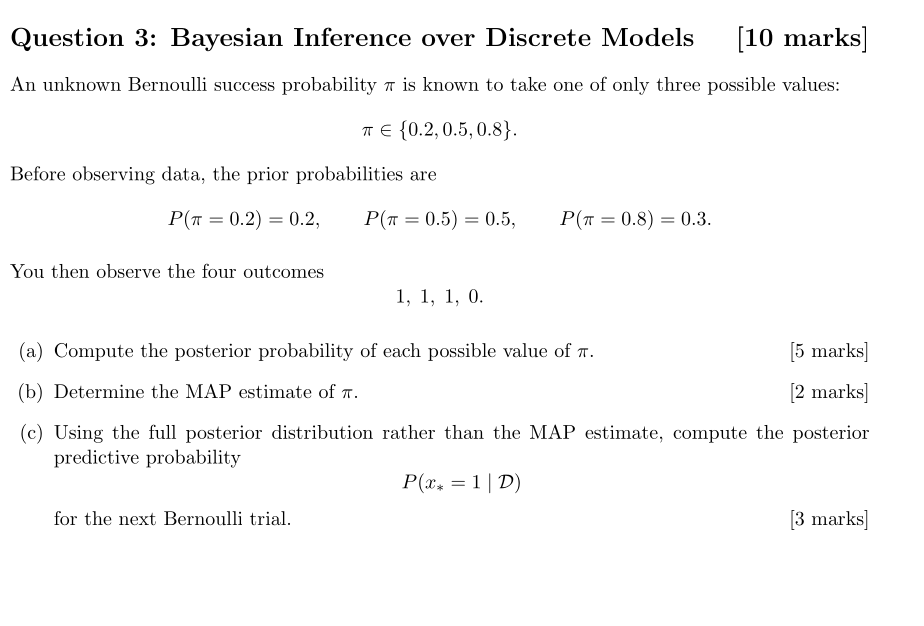 Question 3: Bayesian Inference over Discrete Models [10 marks]
An unknown Bernoulli success probability π is known to take one of only three possible values:
π ∈ {0.2, 0.5, 0.8}.
Before observing data, the prior probabilities are
P(π = 0.2) = 0.2, P(π = 0.5) = 0.5, P(π = 0.8) = 0.3.
You then observe the four outcomes
1, 1, 1, 0.
(a) Compute the posterior probability of each possible value of π. [5 marks]
(b) Determine the MAP estimate of π. [2 marks]
(c) Using the full posterior distribution rather than the MAP estimate, compute the posterior
predictive probability
P(x∗ = 1 | 𝒟)
for the next Bernoulli trial. [3 marks]